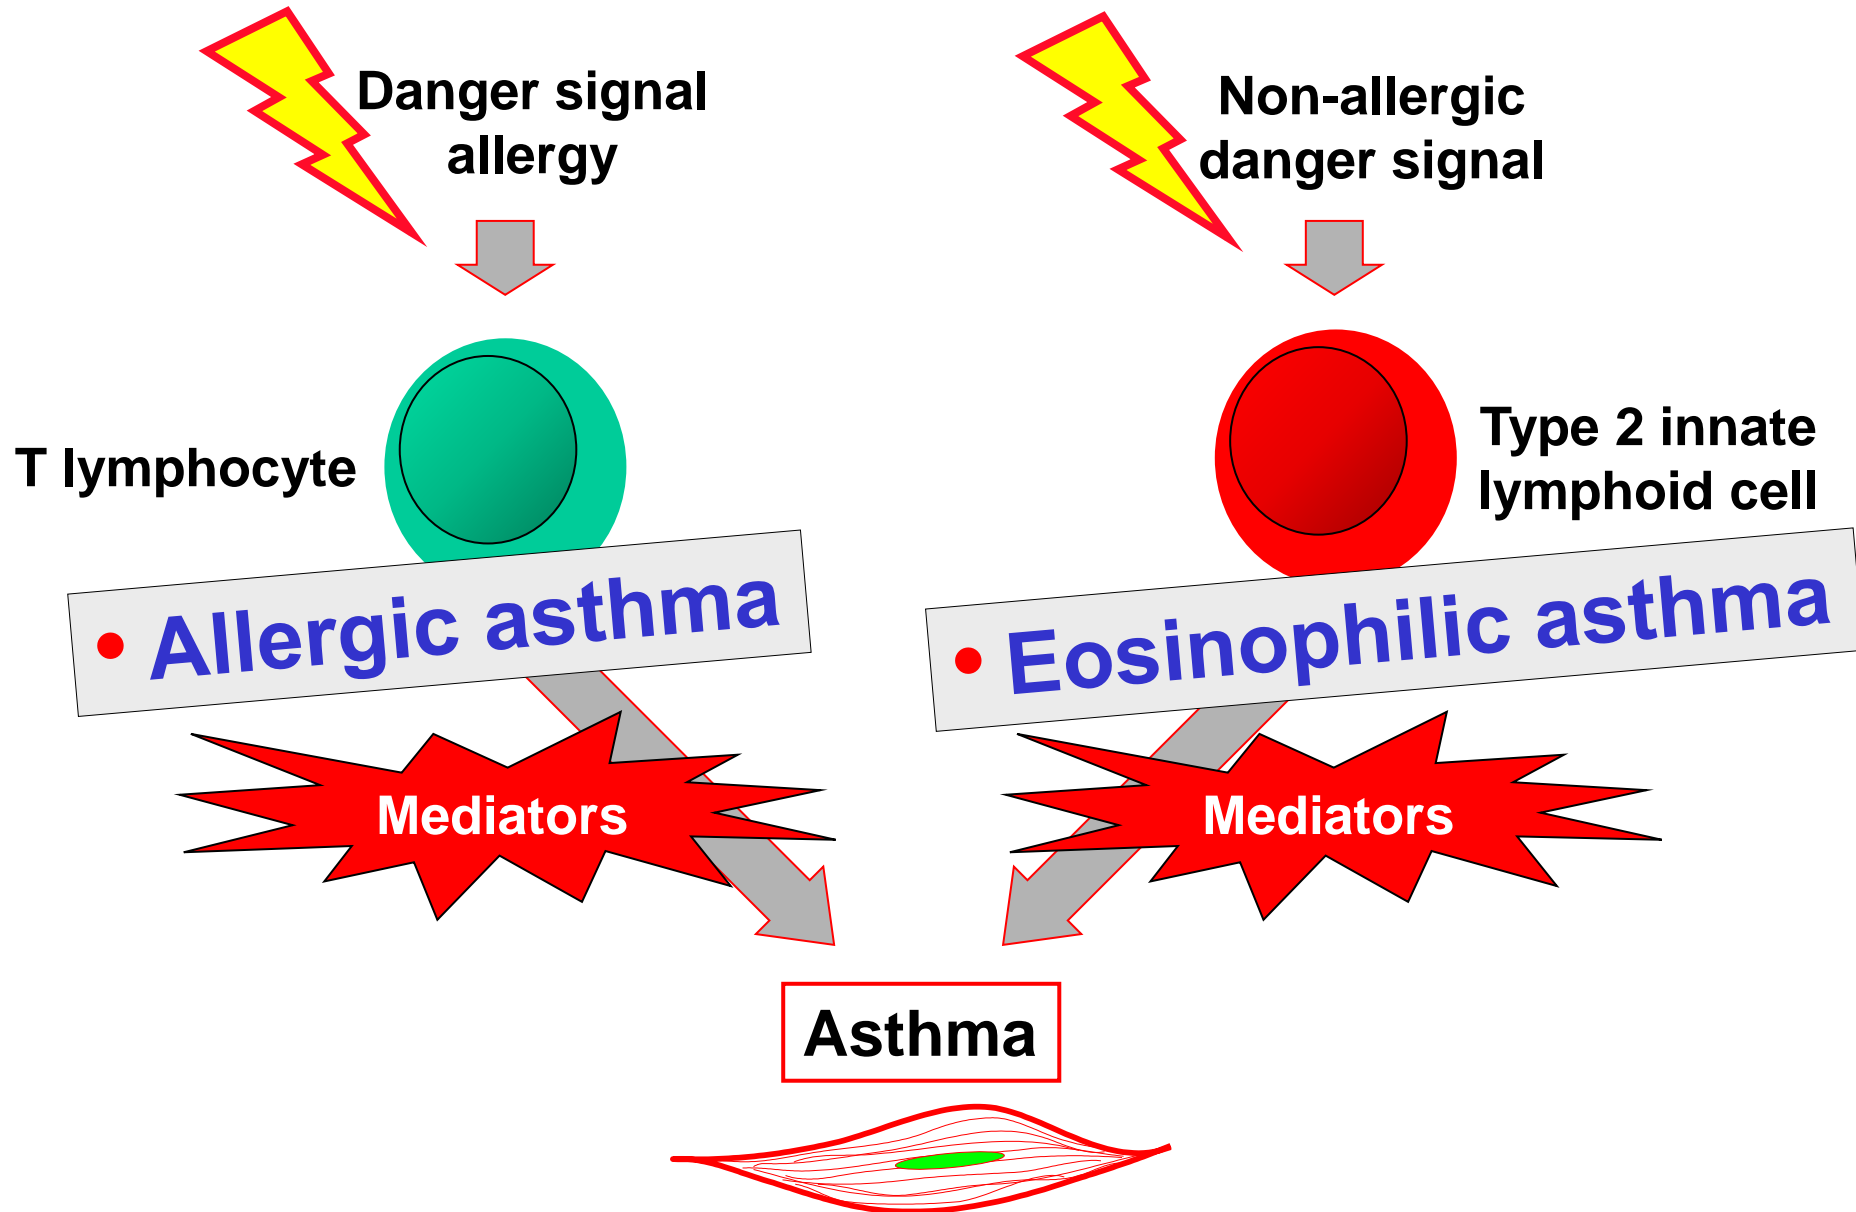 Danger signal
allergy
Non-allergic
danger signal
T lymphocyte
Type 2 innate
lymphoid cell
• Allergic asthma
• Eosinophilic asthma
Mediators
Mediators
Asthma